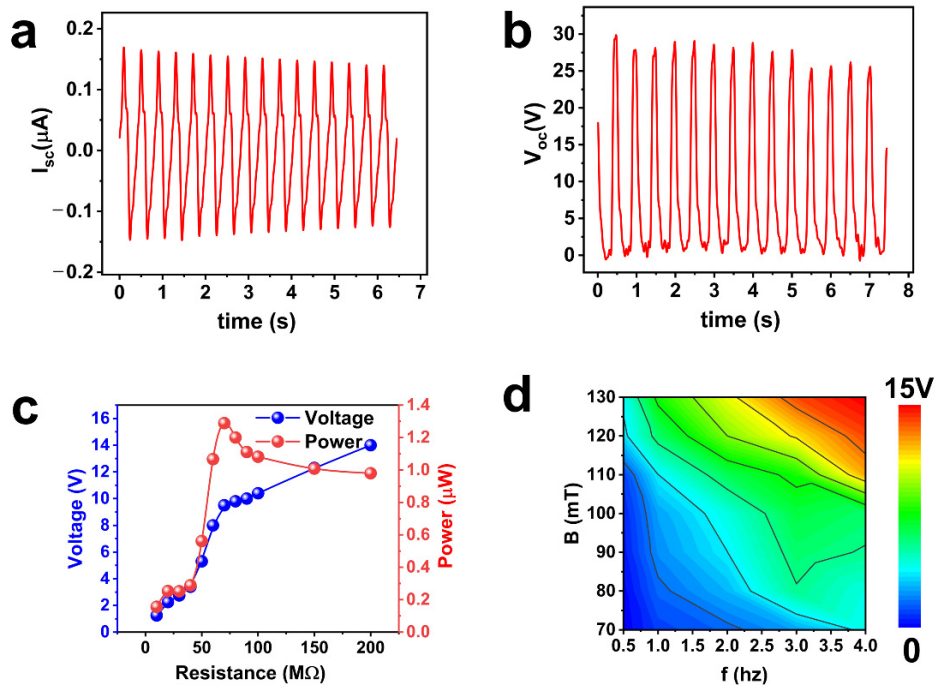 a
0.2
0.1
0.0
−0.1
−0.2
I_sc(μA)
0 1 2 3 4 5 6 7
time (s)
b
30
25
20
15
10
5
0
V_oc(V)
0 1 2 3 4 5 6 7 8
time (s)
c
16
14
12
10
8
6
4
2
0
Voltage (V)
Voltage
Power
1.4
1.2
1.0
0.8
0.6
0.4
0.2
0.0
Power (μW)
0 50 100 150 200
Resistance (MΩ)
d
130
120
110
100
90
80
70
B (mT)
0.5 1.0 1.5 2.0 2.5 3.0 3.5 4.0
f (hz)
15V
0